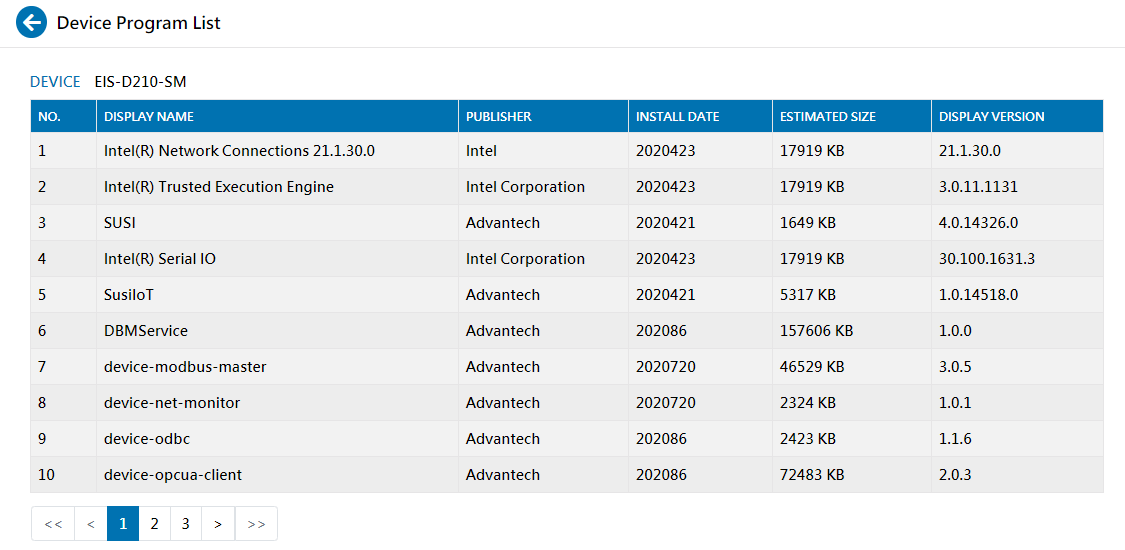 Device Program List
DEVICE EIS-D210-SM
NO. DISPLAY NAME PUBLISHER INSTALL DATE ESTIMATED SIZE DISPLAY VERSION
1 Intel(R) Network Connections 21.1.30.0 Intel 2020423 17919 KB 21.1.30.0
2 Intel(R) Trusted Execution Engine Intel Corporation 2020423 17919 KB 3.0.11.1131
3 SUSI Advantech 2020421 1649 KB 4.0.14326.0
4 Intel(R) Serial IO Intel Corporation 2020423 17919 KB 30.100.1631.3
5 SusiIoT Advantech 2020421 5317 KB 1.0.14518.0
6 DBMService Advantech 202086 157606 KB 1.0.0
7 device-modbus-master Advantech 2020720 46529 KB 3.0.5
8 device-net-monitor Advantech 2020720 2324 KB 1.0.1
9 device-odbc Advantech 202086 2423 KB 1.1.6
10 device-opcua-client Advantech 202086 72483 KB 2.0.3
<< < 1 2 3 > >>